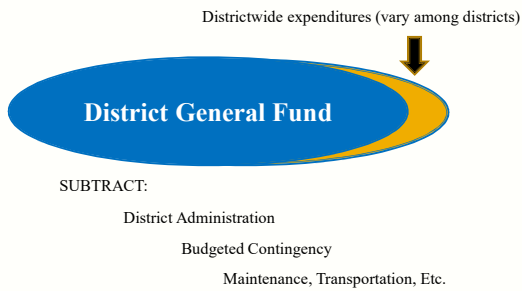 Districtwide expenditures (vary among districts)
District General Fund
SUBTRACT:
District Administration
Budgeted Contingency
Maintenance, Transportation, Etc.